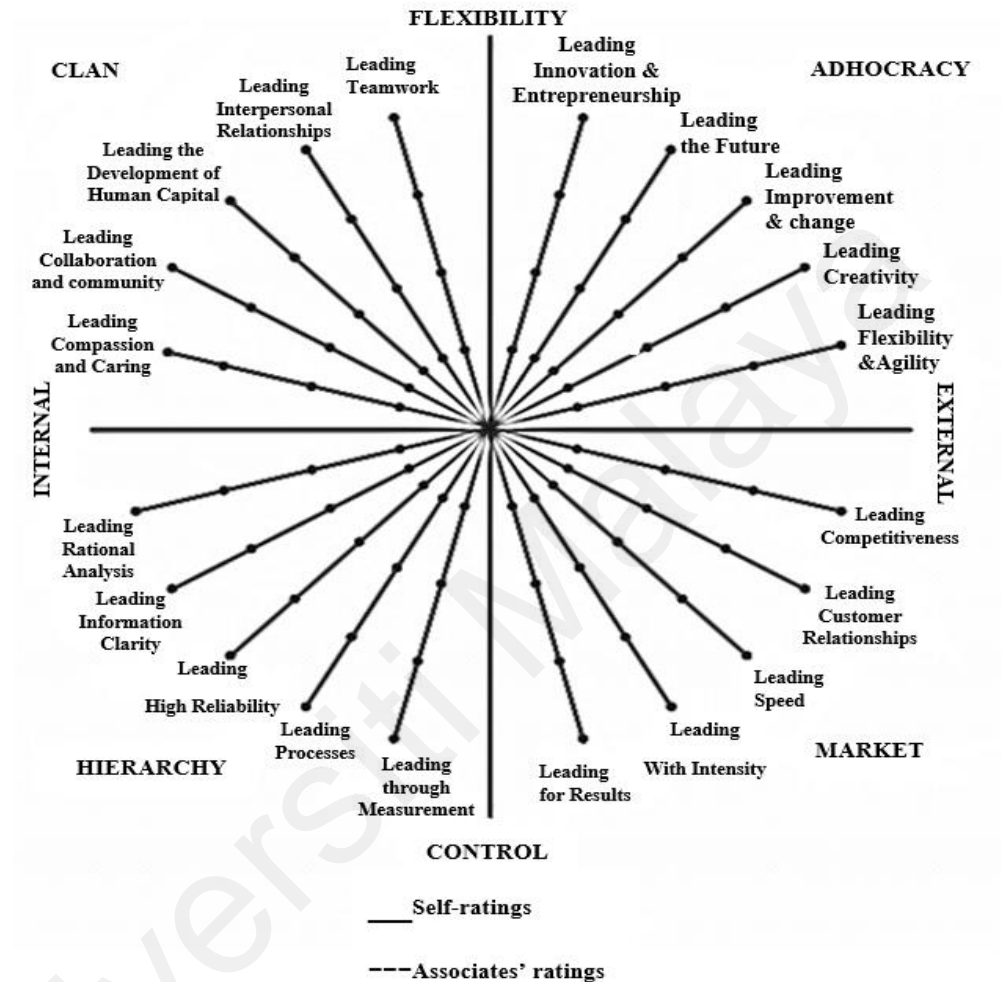 FLEXIBILITY
CLAN
ADHOCRACY
Leading
Teamwork
Leading
Interpersonal
Relationships
Leading the
Development of
Human Capital
Leading
Collaboration
and community
Leading
Compassion
and Caring
Leading
Innovation &
Entrepreneurship
Leading
the Future
Leading
Improvement
& change
Leading
Creativity
Leading
Flexibility
&Agility
INTERNAL
EXTERNAL
Leading
Rational
Analysis
Leading
Information
Clarity
Leading
High Reliability
Leading
Processes
Leading
through
Measurement
HIERARCHY
Leading
Competitiveness
Leading
Customer
Relationships
Leading
Speed
Leading
With Intensity
Leading
for Results
MARKET
CONTROL
Self-ratings
Associates' ratings
versiti Malaya